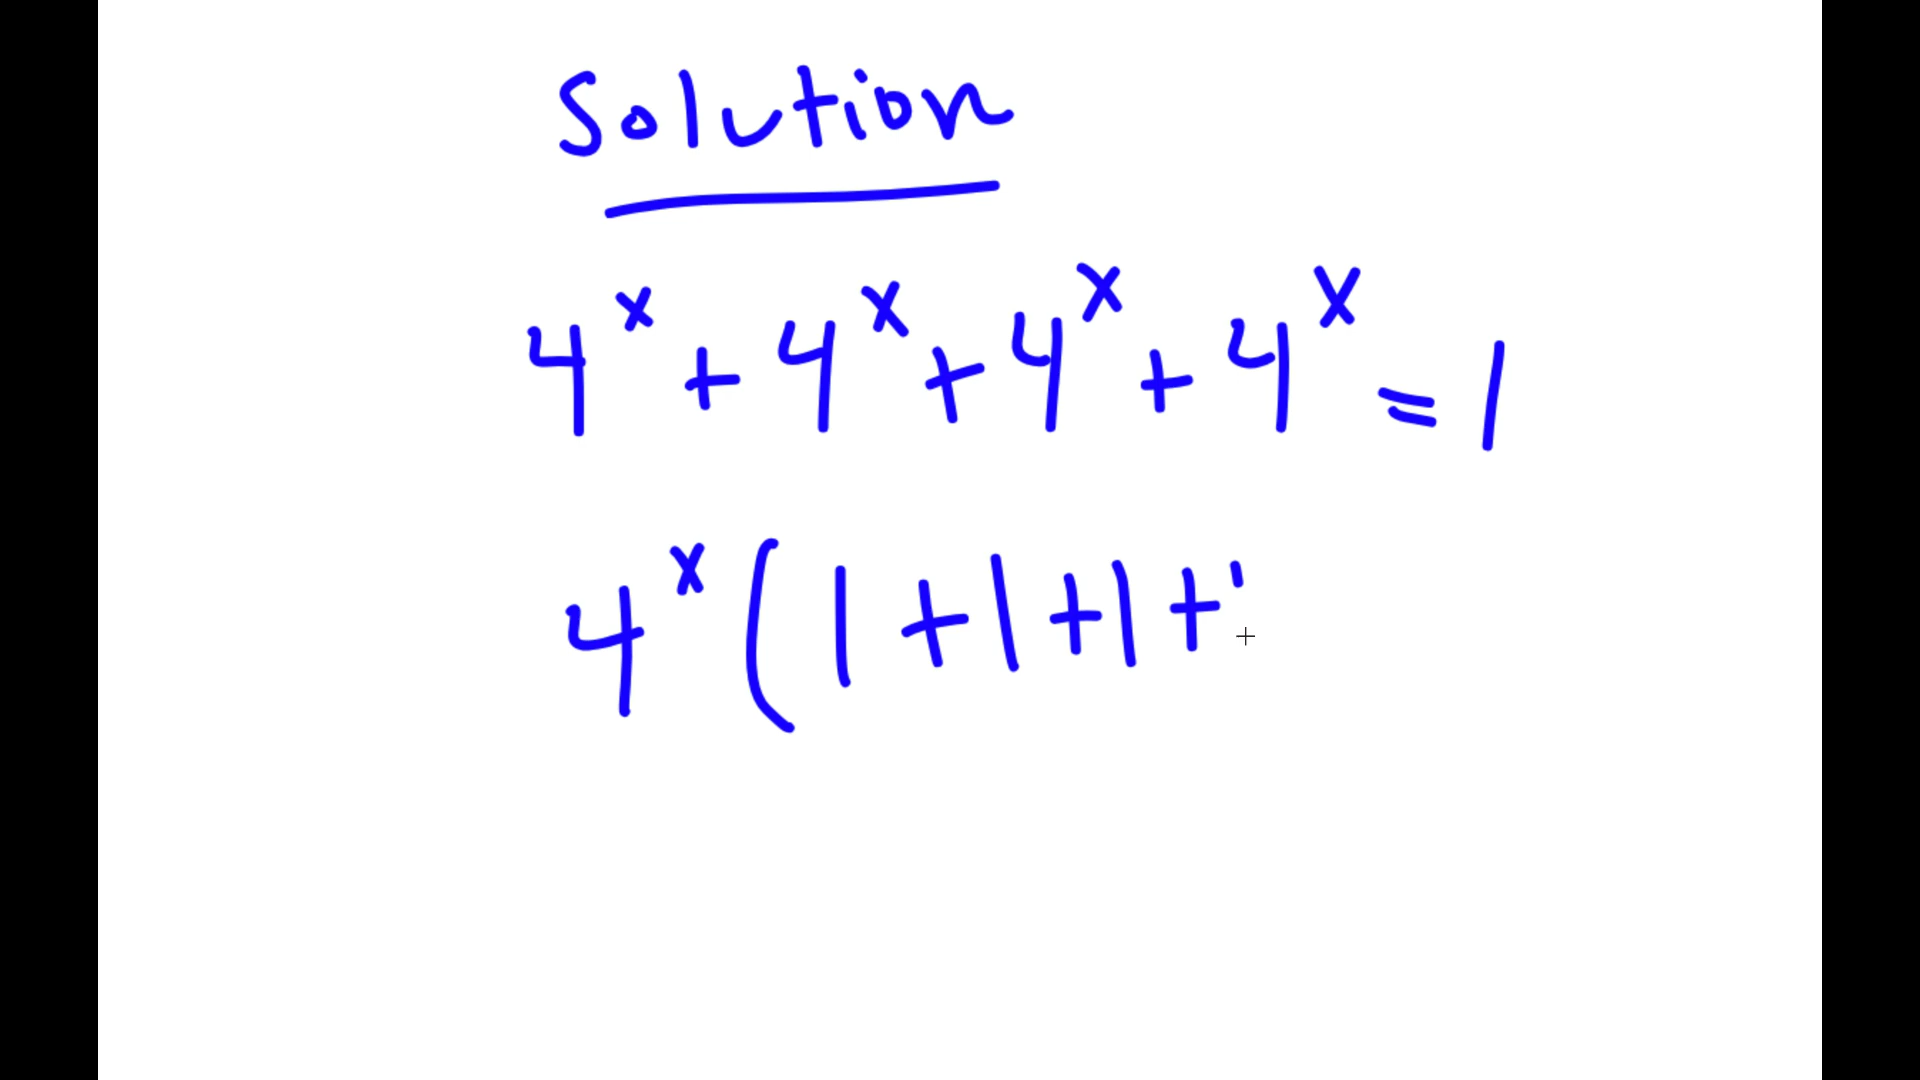 Solution
4^x + 4^x + 4^x + 4^x = 1
4^x (1 + 1 + 1 +